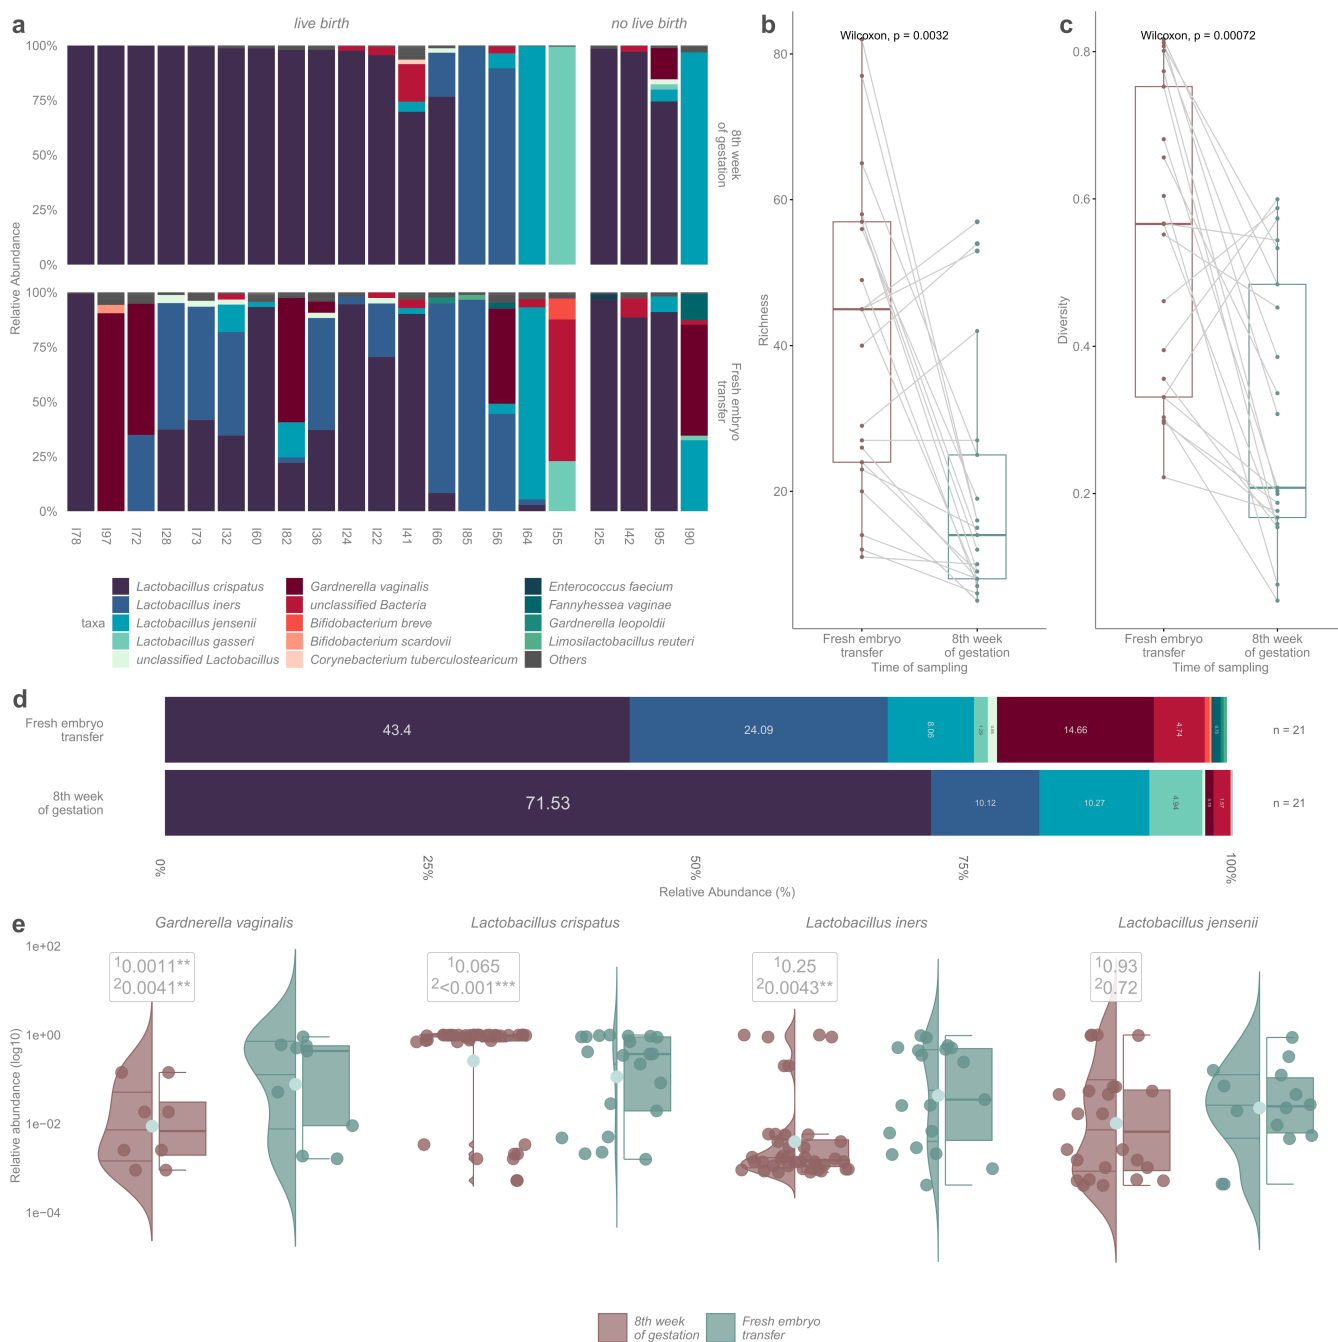 a
live birth
no live birth
100%
75%
50%
25%
0%
8th week
of gestation
100%
75%
50%
25%
0%
Fresh embryo
transfer
Relative Abundance
I78
I97
I72
I28
I73
I32
I60
I82
I36
I24
I22
I41
I66
I85
I56
I64
I55
I25
I42
I95
I90
taxa
Lactobacillus crispatus
Lactobacillus iners
Lactobacillus jensenii
Lactobacillus gasseri
unclassified Lactobacillus
Gardnerella vaginalis
unclassified Bacteria
Bifidobacterium breve
Bifidobacterium scardovii
Corynebacterium tuberculostearicum
Enterococcus faecium
Fannyhessea vaginae
Gardnerella leopoldii
Limosilactobacillus reuteri
Others
b
Wilcoxon, p = 0.0032
80
60
40
20
Richness
Fresh embryo
transfer
8th week
of gestation
Time of sampling
c
Wilcoxon, p = 0.00072
0.8
0.6
0.4
0.2
Diversity
Fresh embryo
transfer
8th week
of gestation
Time of sampling
d
Fresh embryo
transfer
43.4
24.09
8.06
14.66
4.74
n = 21
8th week
of gestation
71.53
10.12
10.27
4.94
1.57
n = 21
0%
25%
50%
75%
100%
Relative Abundance (%)
e
Gardnerella vaginalis
Lactobacillus crispatus
Lactobacillus iners
Lactobacillus jensenii
1e+02
1e+00
1e−02
1e−04
Relative abundance (log10)
¹0.0011**
²0.0041**
¹0.065
²<0.001***
¹0.25
²0.0043**
¹0.93
²0.72
8th week
of gestation
Fresh embryo
transfer